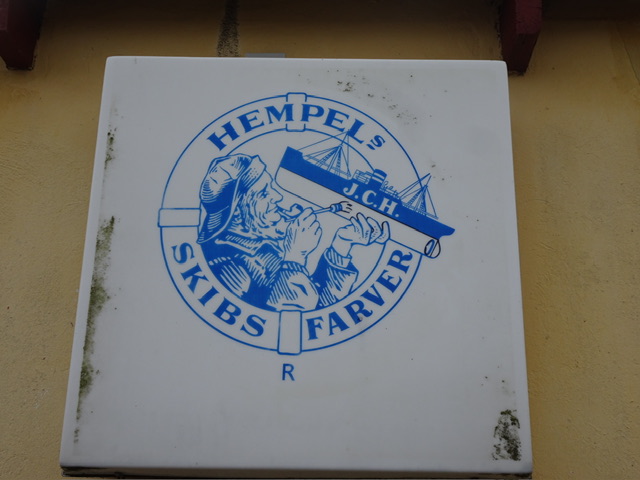 HEMPELs
J.C.H.
SKIBS FARVER
R